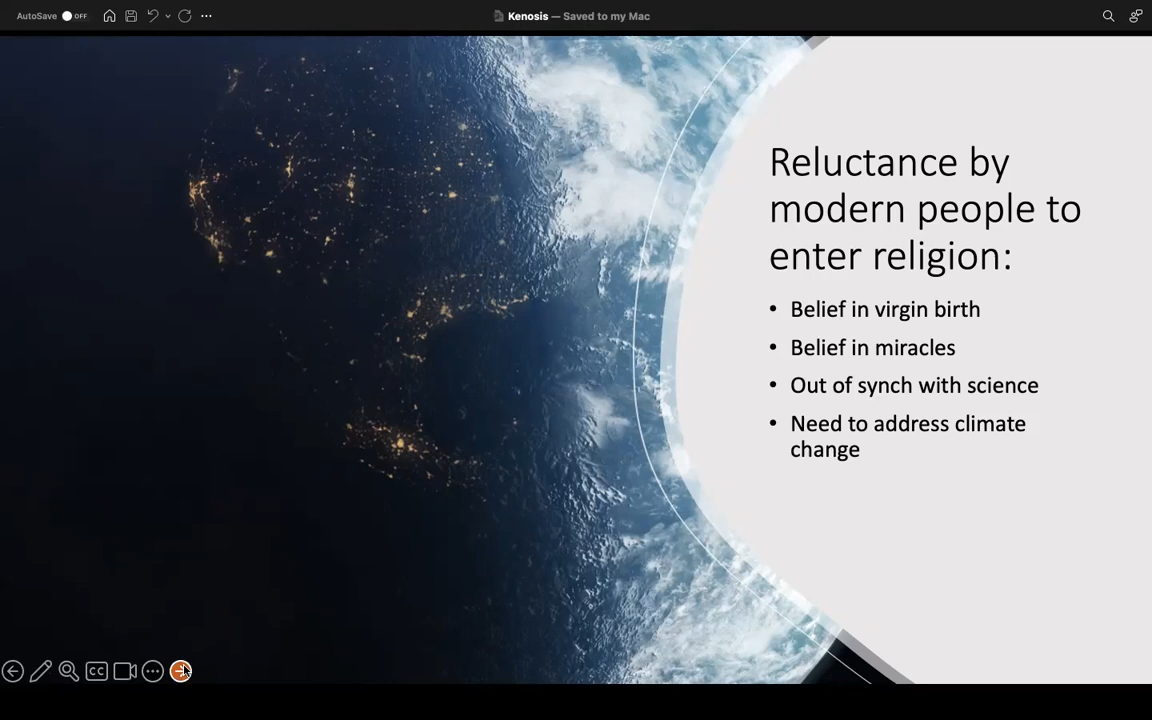 AutoSave OFF
Kenosis — Saved to my Mac
Reluctance by
modern people to
enter religion:
• Belief in virgin birth
• Belief in miracles
• Out of synch with science
• Need to address climate
change
CC